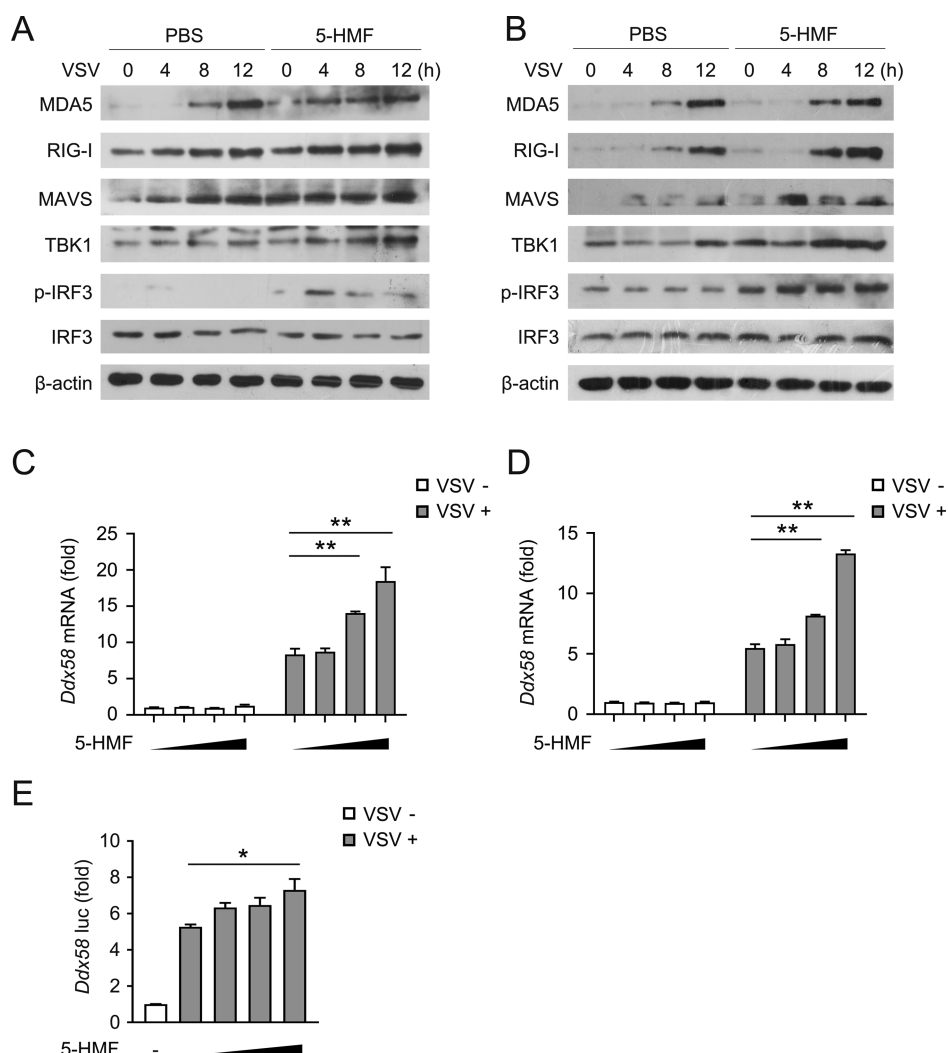 A
PBS 5-HMF
VSV 0 4 8 12 0 4 8 12 (h)
MDA5
RIG-I
MAVS
TBK1
p-IRF3
IRF3
β-actin
B
PBS 5-HMF
VSV 0 4 8 12 0 4 8 12 (h)
MDA5
RIG-I
MAVS
TBK1
p-IRF3
IRF3
β-actin
C
VSV -
VSV +
Ddx58 mRNA (fold)
25
20
15
10
5
0
**
**
5-HMF
D
VSV -
VSV +
Ddx58 mRNA (fold)
15
10
5
0
**
**
5-HMF
E
VSV -
VSV +
Ddx58 luc (fold)
10
8
6
4
2
0
*
5-HMF -